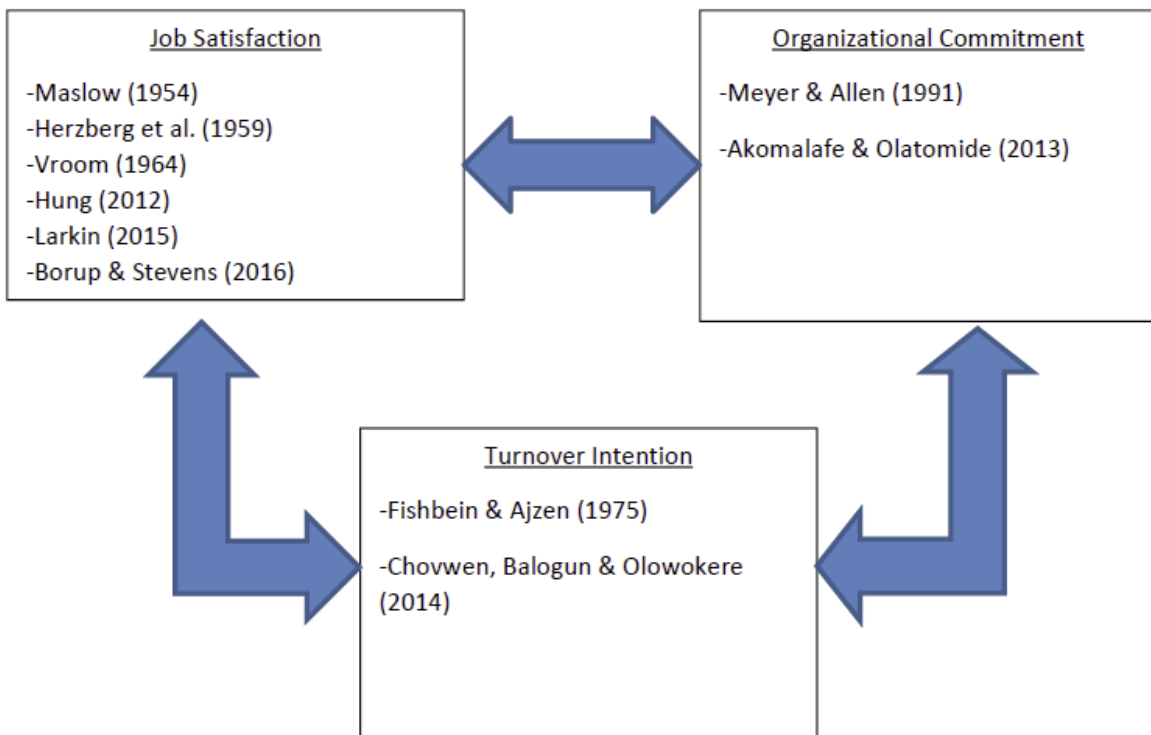 Job Satisfaction
-Maslow (1954)
-Herzberg et al. (1959)
-Vroom (1964)
-Hung (2012)
-Larkin (2015)
-Borup & Stevens (2016)
Organizational Commitment
-Meyer & Allen (1991)
-Akomalafe & Olatomide (2013)
Turnover Intention
-Fishbein & Ajzen (1975)
-Chovwen, Balogun & Olowokere
(2014)